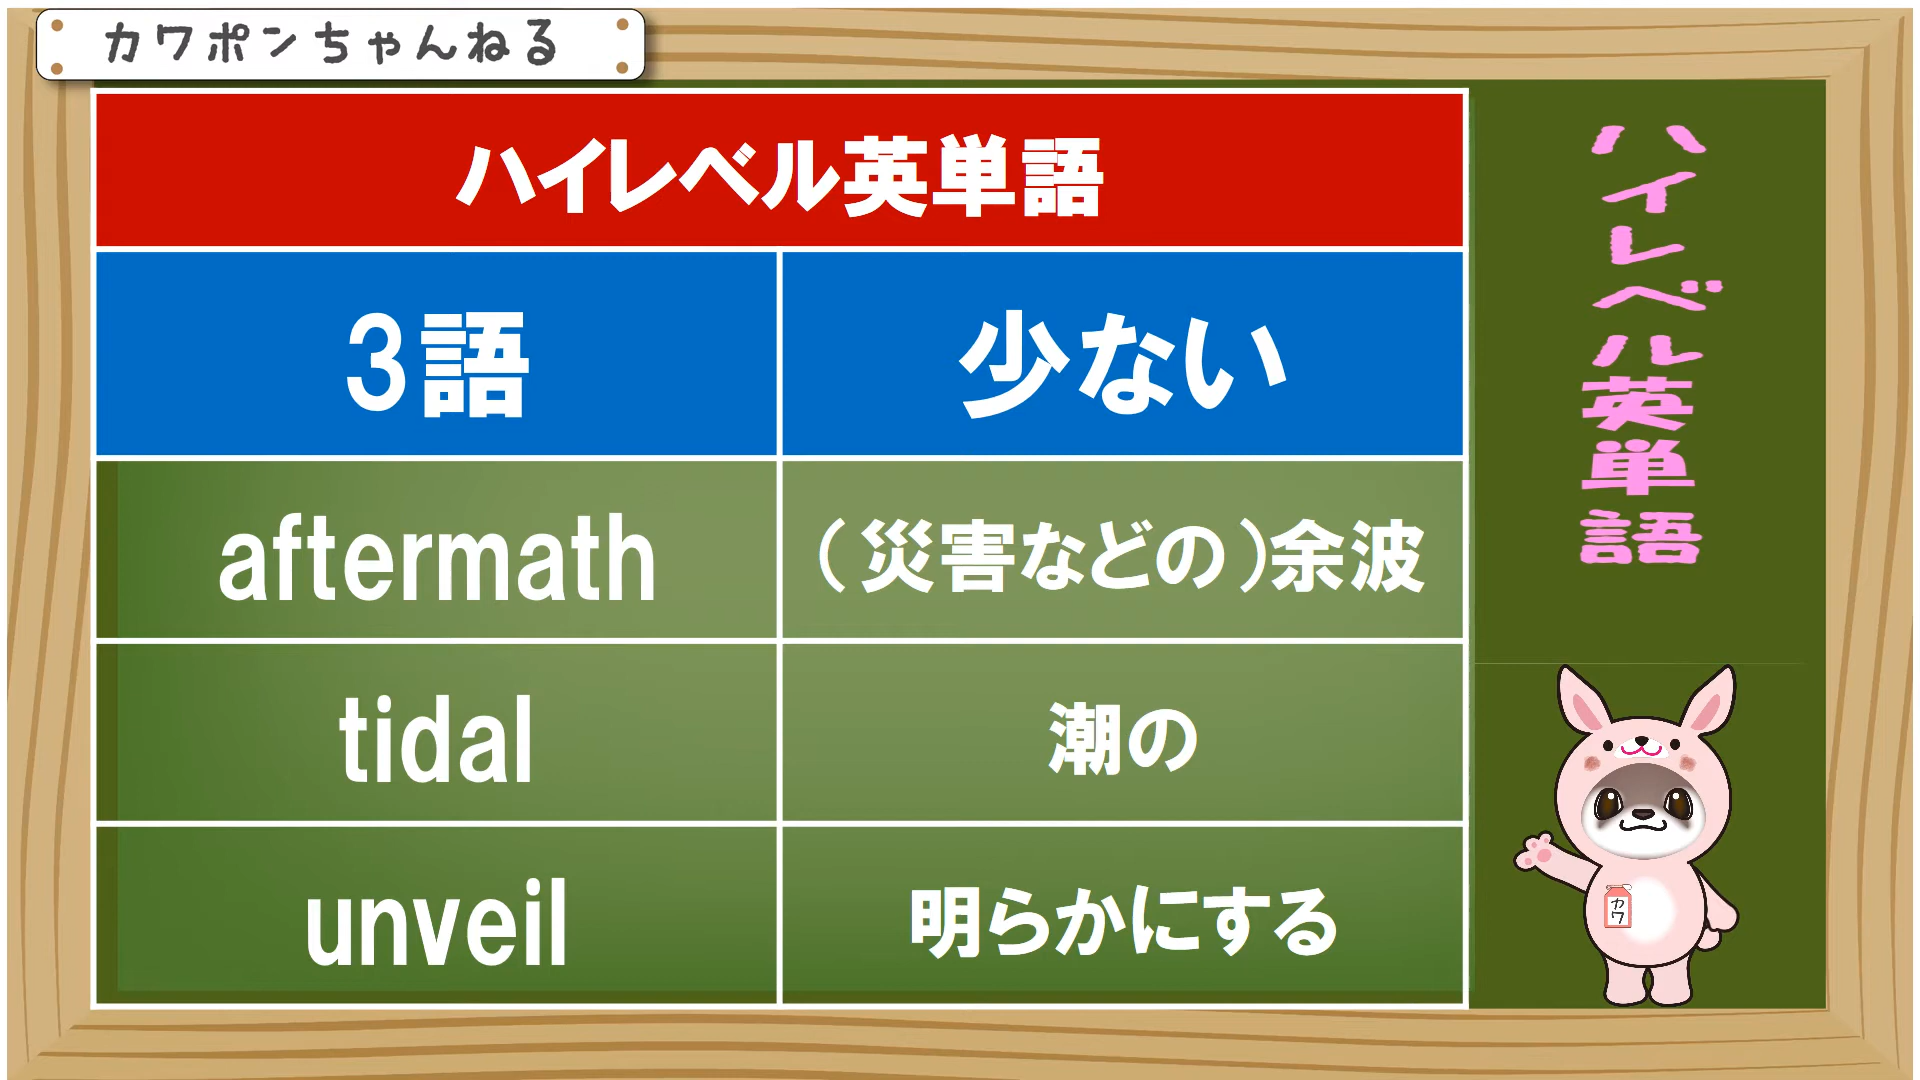 カワポンちゃんねる
ハイレベル英単語
3語 少ない
aftermath （災害などの）余波
tidal 潮の
unveil 明らかにする
ハイレベル英単語
カワ